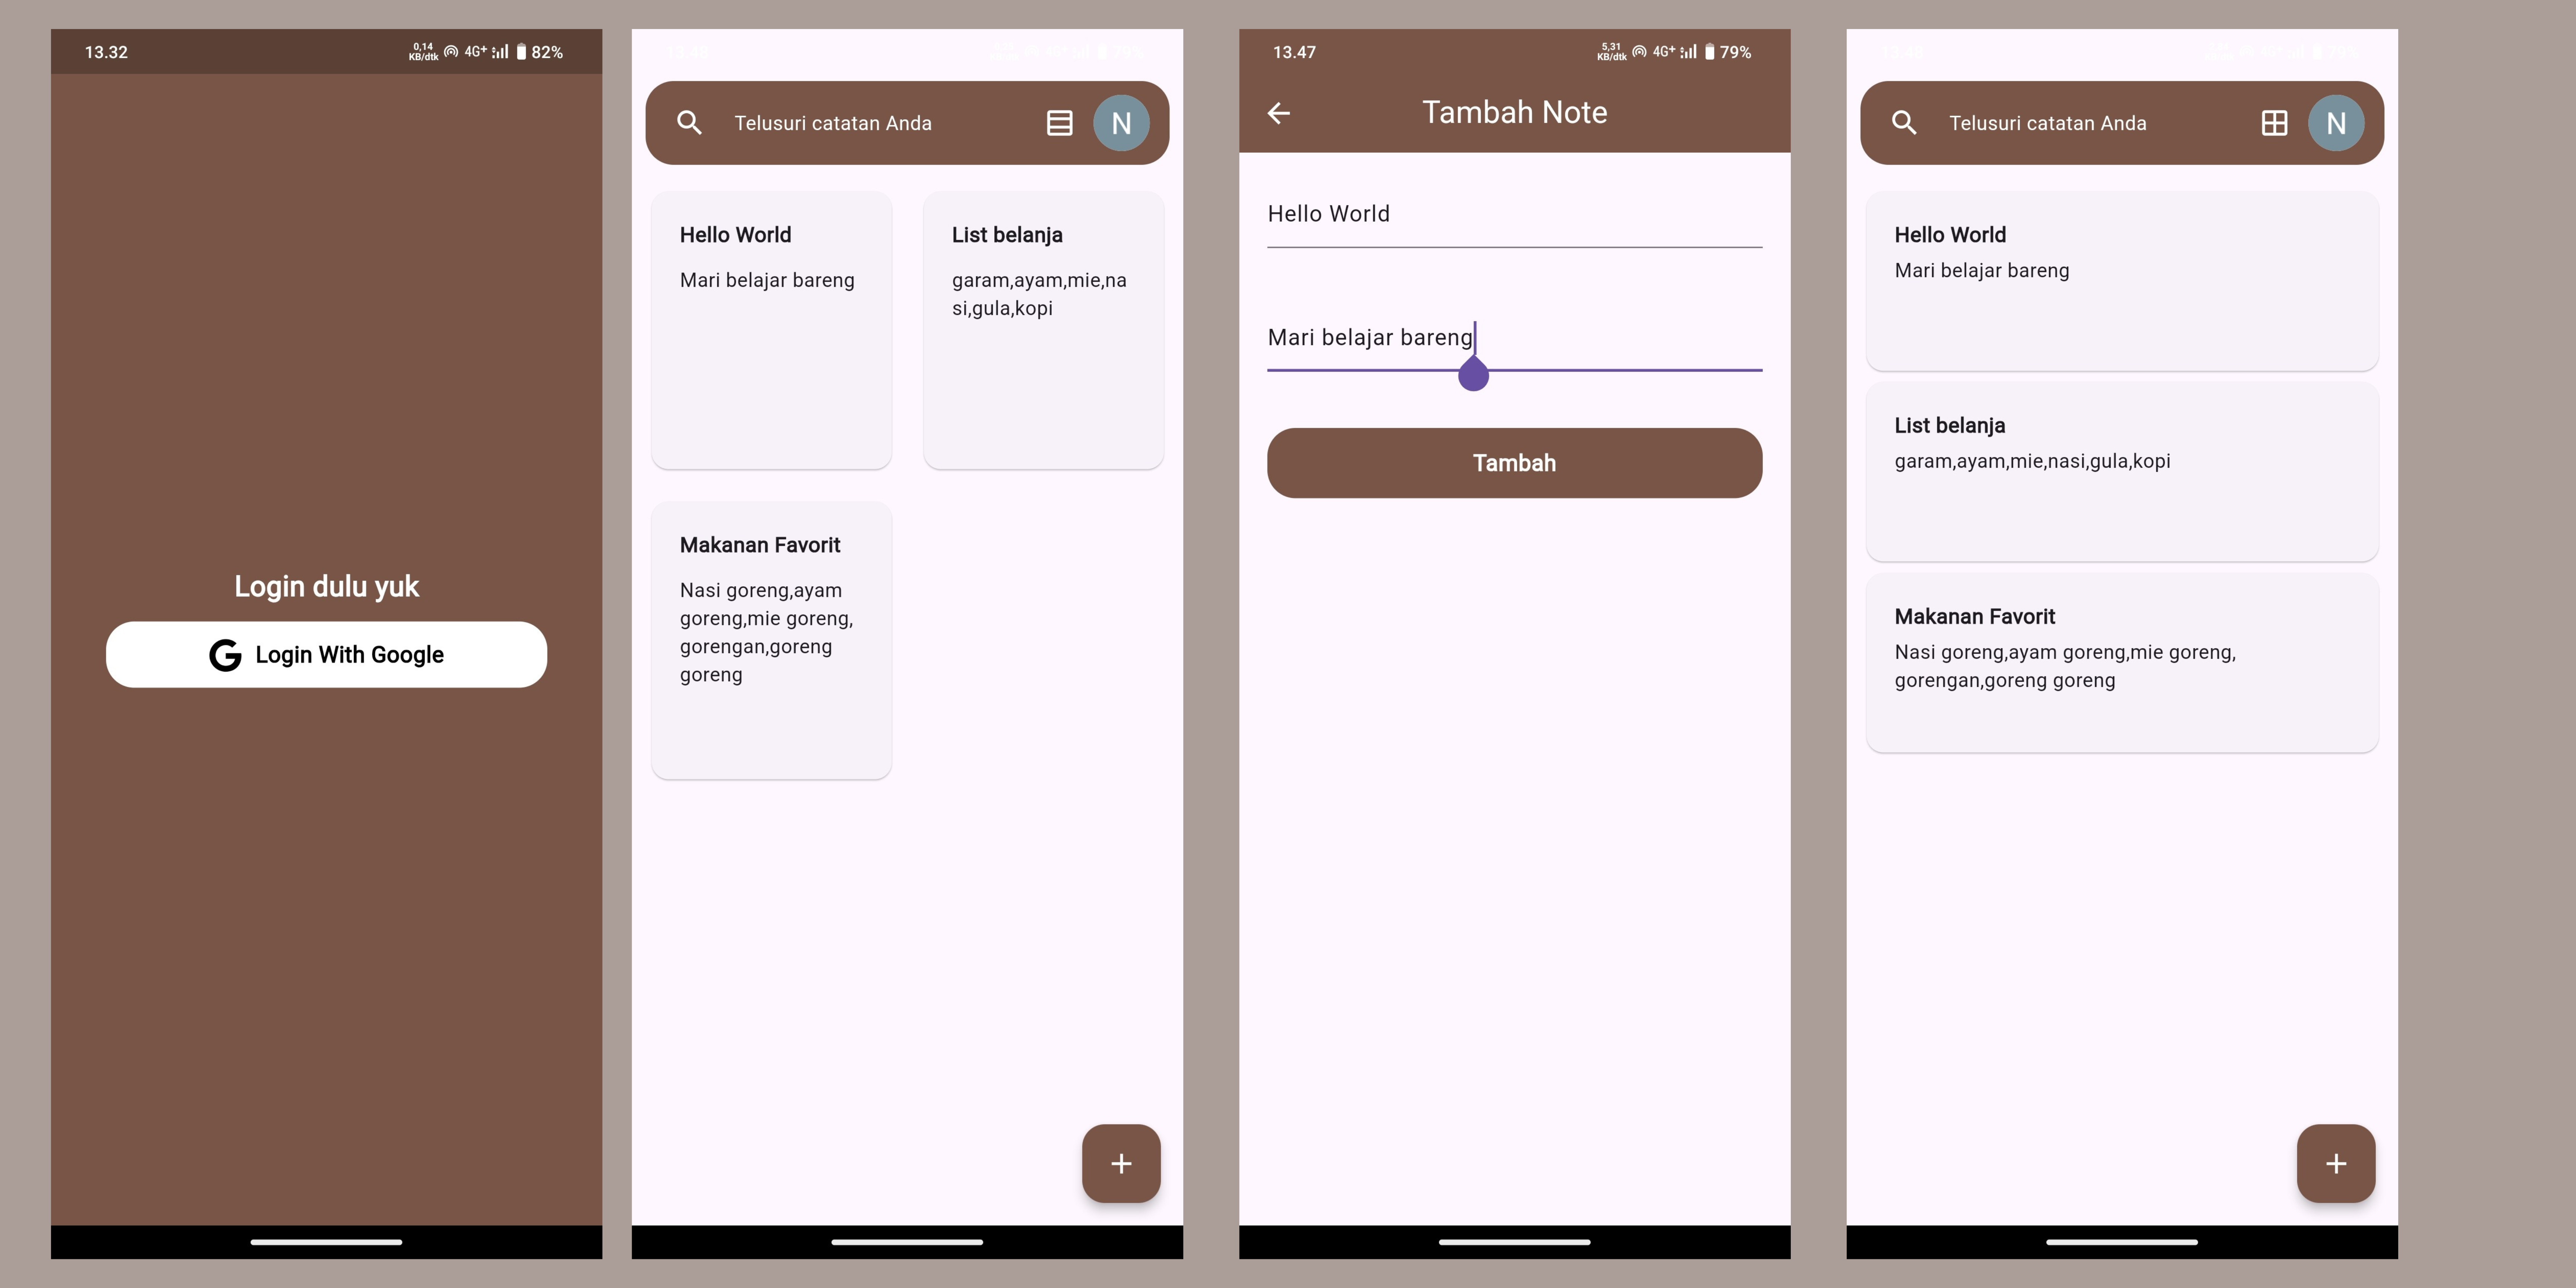 13.32
0,14
KB/dtk
4G+
82%
Login dulu yuk
Login With Google
Telusuri catatan Anda
N
Hello World
Mari belajar bareng
List belanja
garam,ayam,mie,na
si,gula,kopi
Makanan Favorit
Nasi goreng,ayam
goreng,mie goreng,
gorengan,goreng
goreng
+
13.47
5,31
KB/dtk
4G+
79%
Tambah Note
Hello World
Mari belajar bareng
Tambah
Telusuri catatan Anda
N
Hello World
Mari belajar bareng
List belanja
garam,ayam,mie,nasi,gula,kopi
Makanan Favorit
Nasi goreng,ayam goreng,mie goreng,
gorengan,goreng goreng
+